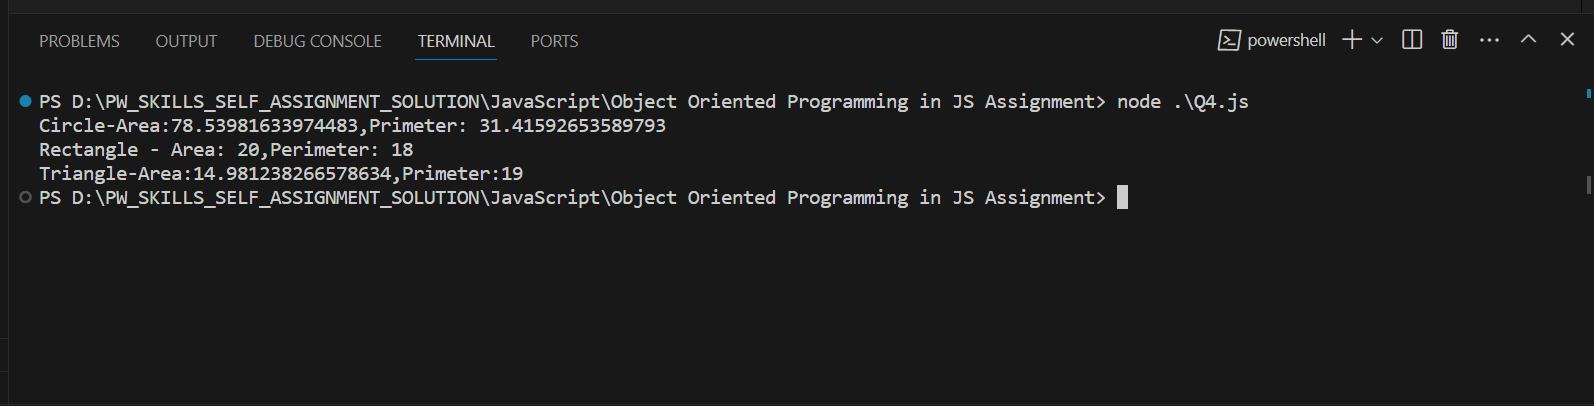 PROBLEMS OUTPUT DEBUG CONSOLE TERMINAL PORTS powershell
PS D:\PW_SKILLS_SELF_ASSIGNMENT_SOLUTION\JavaScript\Object Oriented Programming in JS Assignment> node .\Q4.js
Circle-Area:78.53981633974483,Primeter: 31.41592653589793
Rectangle - Area: 20,Perimeter: 18
Triangle-Area:14.981238266578634,Primeter:19
PS D:\PW_SKILLS_SELF_ASSIGNMENT_SOLUTION\JavaScript\Object Oriented Programming in JS Assignment>